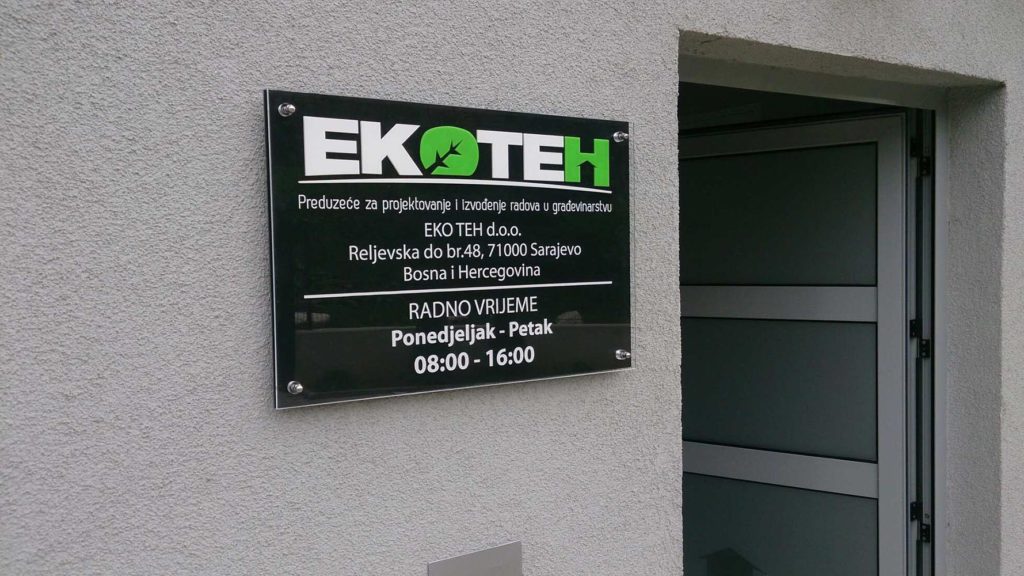 EKOTEH
Preduzeće za projektovanje i izvođenje radova u građevinarstvu
EKO TEH d.o.o.
Reljevska do br.48, 71000 Sarajevo
Bosna i Hercegovina
RADNO VRIJEME
Ponedjeljak - Petak
08:00 - 16:00